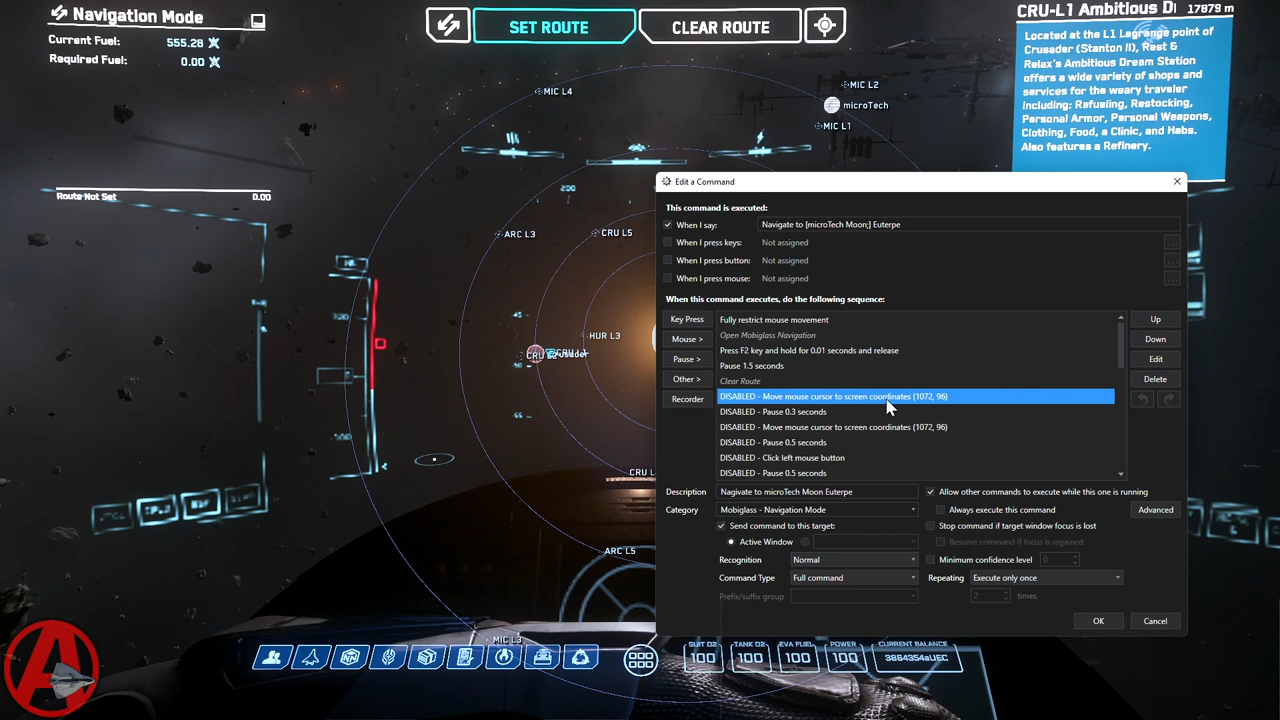 Navigation Mode
Current Fuel: 555.28
Required Fuel: 0.00
SET ROUTE
CLEAR ROUTE
CRU-L1 Ambitious D
17879 m
Located at the L1 Lagrange point of
Crusader (Stanton II), Rest &
Relax's Ambitious Dream Station
offers a wide variety of shops and
services for the weary traveler
including: Refueling, Restocking,
Personal Armor, Personal Weapons,
Clothing, Food, a Clinic, and Habs.
Also features a Refinery.
MIC L4
MIC L2
microTech
MIC L1
Route Not Set 0.00
200
ARC L3
CRU L5
HUR L3
CRU L
ARC L5
MIC L3
Edit a Command
This command is executed:
When I say: Navigate to [microTech Moon;] Euterpe
When I press keys: Not assigned ...
When I press button: Not assigned ...
When I press mouse: Not assigned ...
When this command executes, do the following sequence:
Key Press
Mouse >
Pause >
Other >
Recorder
Fully restrict mouse movement
Open Mobiglass Navigation
Press F2 key and hold for 0.01 seconds and release
Pause 1.5 seconds
Clear Route
DISABLED - Move mouse cursor to screen coordinates (1072, 96)
DISABLED - Pause 0.3 seconds
DISABLED - Move mouse cursor to screen coordinates (1072, 96)
DISABLED - Pause 0.5 seconds
DISABLED - Click left mouse button
DISABLED - Pause 0.5 seconds
Up
Down
Edit
Delete
Description Nagivate to microTech Moon Euterpe
Category Mobiglass - Navigation Mode
Send command to this target:
Active Window
Recognition Normal
Command Type Full command
Prefix/suffix group
Allow other commands to execute while this one is running
Always execute this command
Advanced
Stop command if target window focus is lost
Resume command if focus is regained
Minimum confidence level 0
Repeating Execute only once
2 times
OK
Cancel
SUIT O2 100
TANK O2 100
EVA FUEL 100
POWER 100
CURRENT BALANCE
3864354aUEC